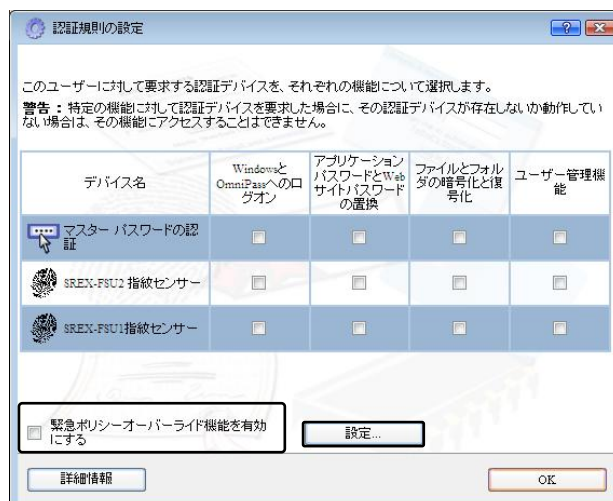 認証規則の設定
このユーザーに対して要求する認証デバイスを、それぞれの機能について選択します。
警告：特定の機能に対して認証デバイスを要求した場合に、その認証デバイスが存在しないか動作してい
ない場合は、その機能にアクセスすることはできません。
デバイス名
Windowsと
OmniPassへのロ
グオン
アプリケーション
パスワードとWeb
サイトパスワード
の置換
ファイルとフォル
ダの暗号化と復
号化
ユーザー管理機
能
マスター パスワードの認
証
SREX-FSU2 指紋センサー
SREX-FSU1指紋センサー
緊急ポリシーオーバーライド機能を有効
にする
設定...
詳細情報
OK